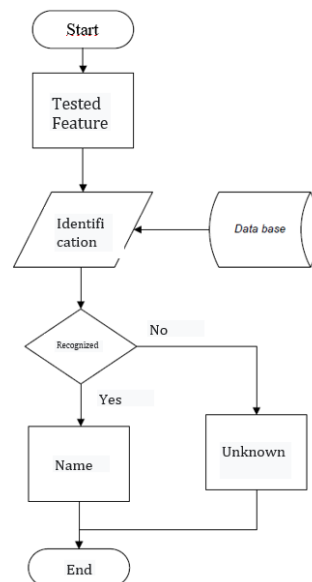 Start
Tested
Feature
Identifi
cation
Data base
Recognized
No
Yes
Name
Unknown
End